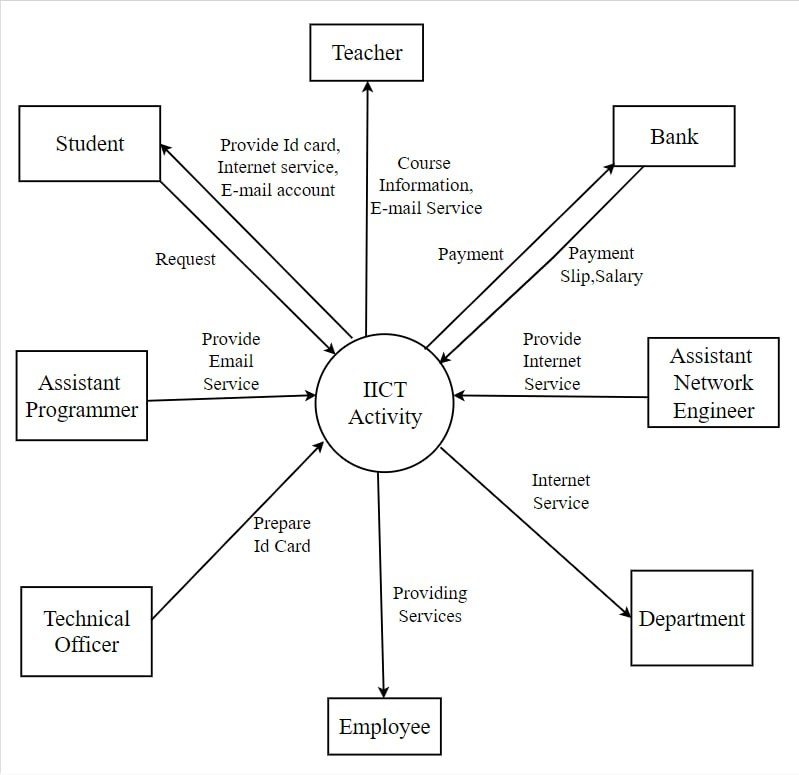 Teacher
Student
Bank
Provide Id card,
Internet service,
E-mail account
Course
Information,
E-mail Service
Request
Payment
Payment
Slip,Salary
Provide
Email
Service
Provide
Internet
Service
Assistant
Programmer
IICT
Activity
Assistant
Network
Engineer
Internet
Service
Prepare
Id Card
Technical
Officer
Providing
Services
Department
Employee